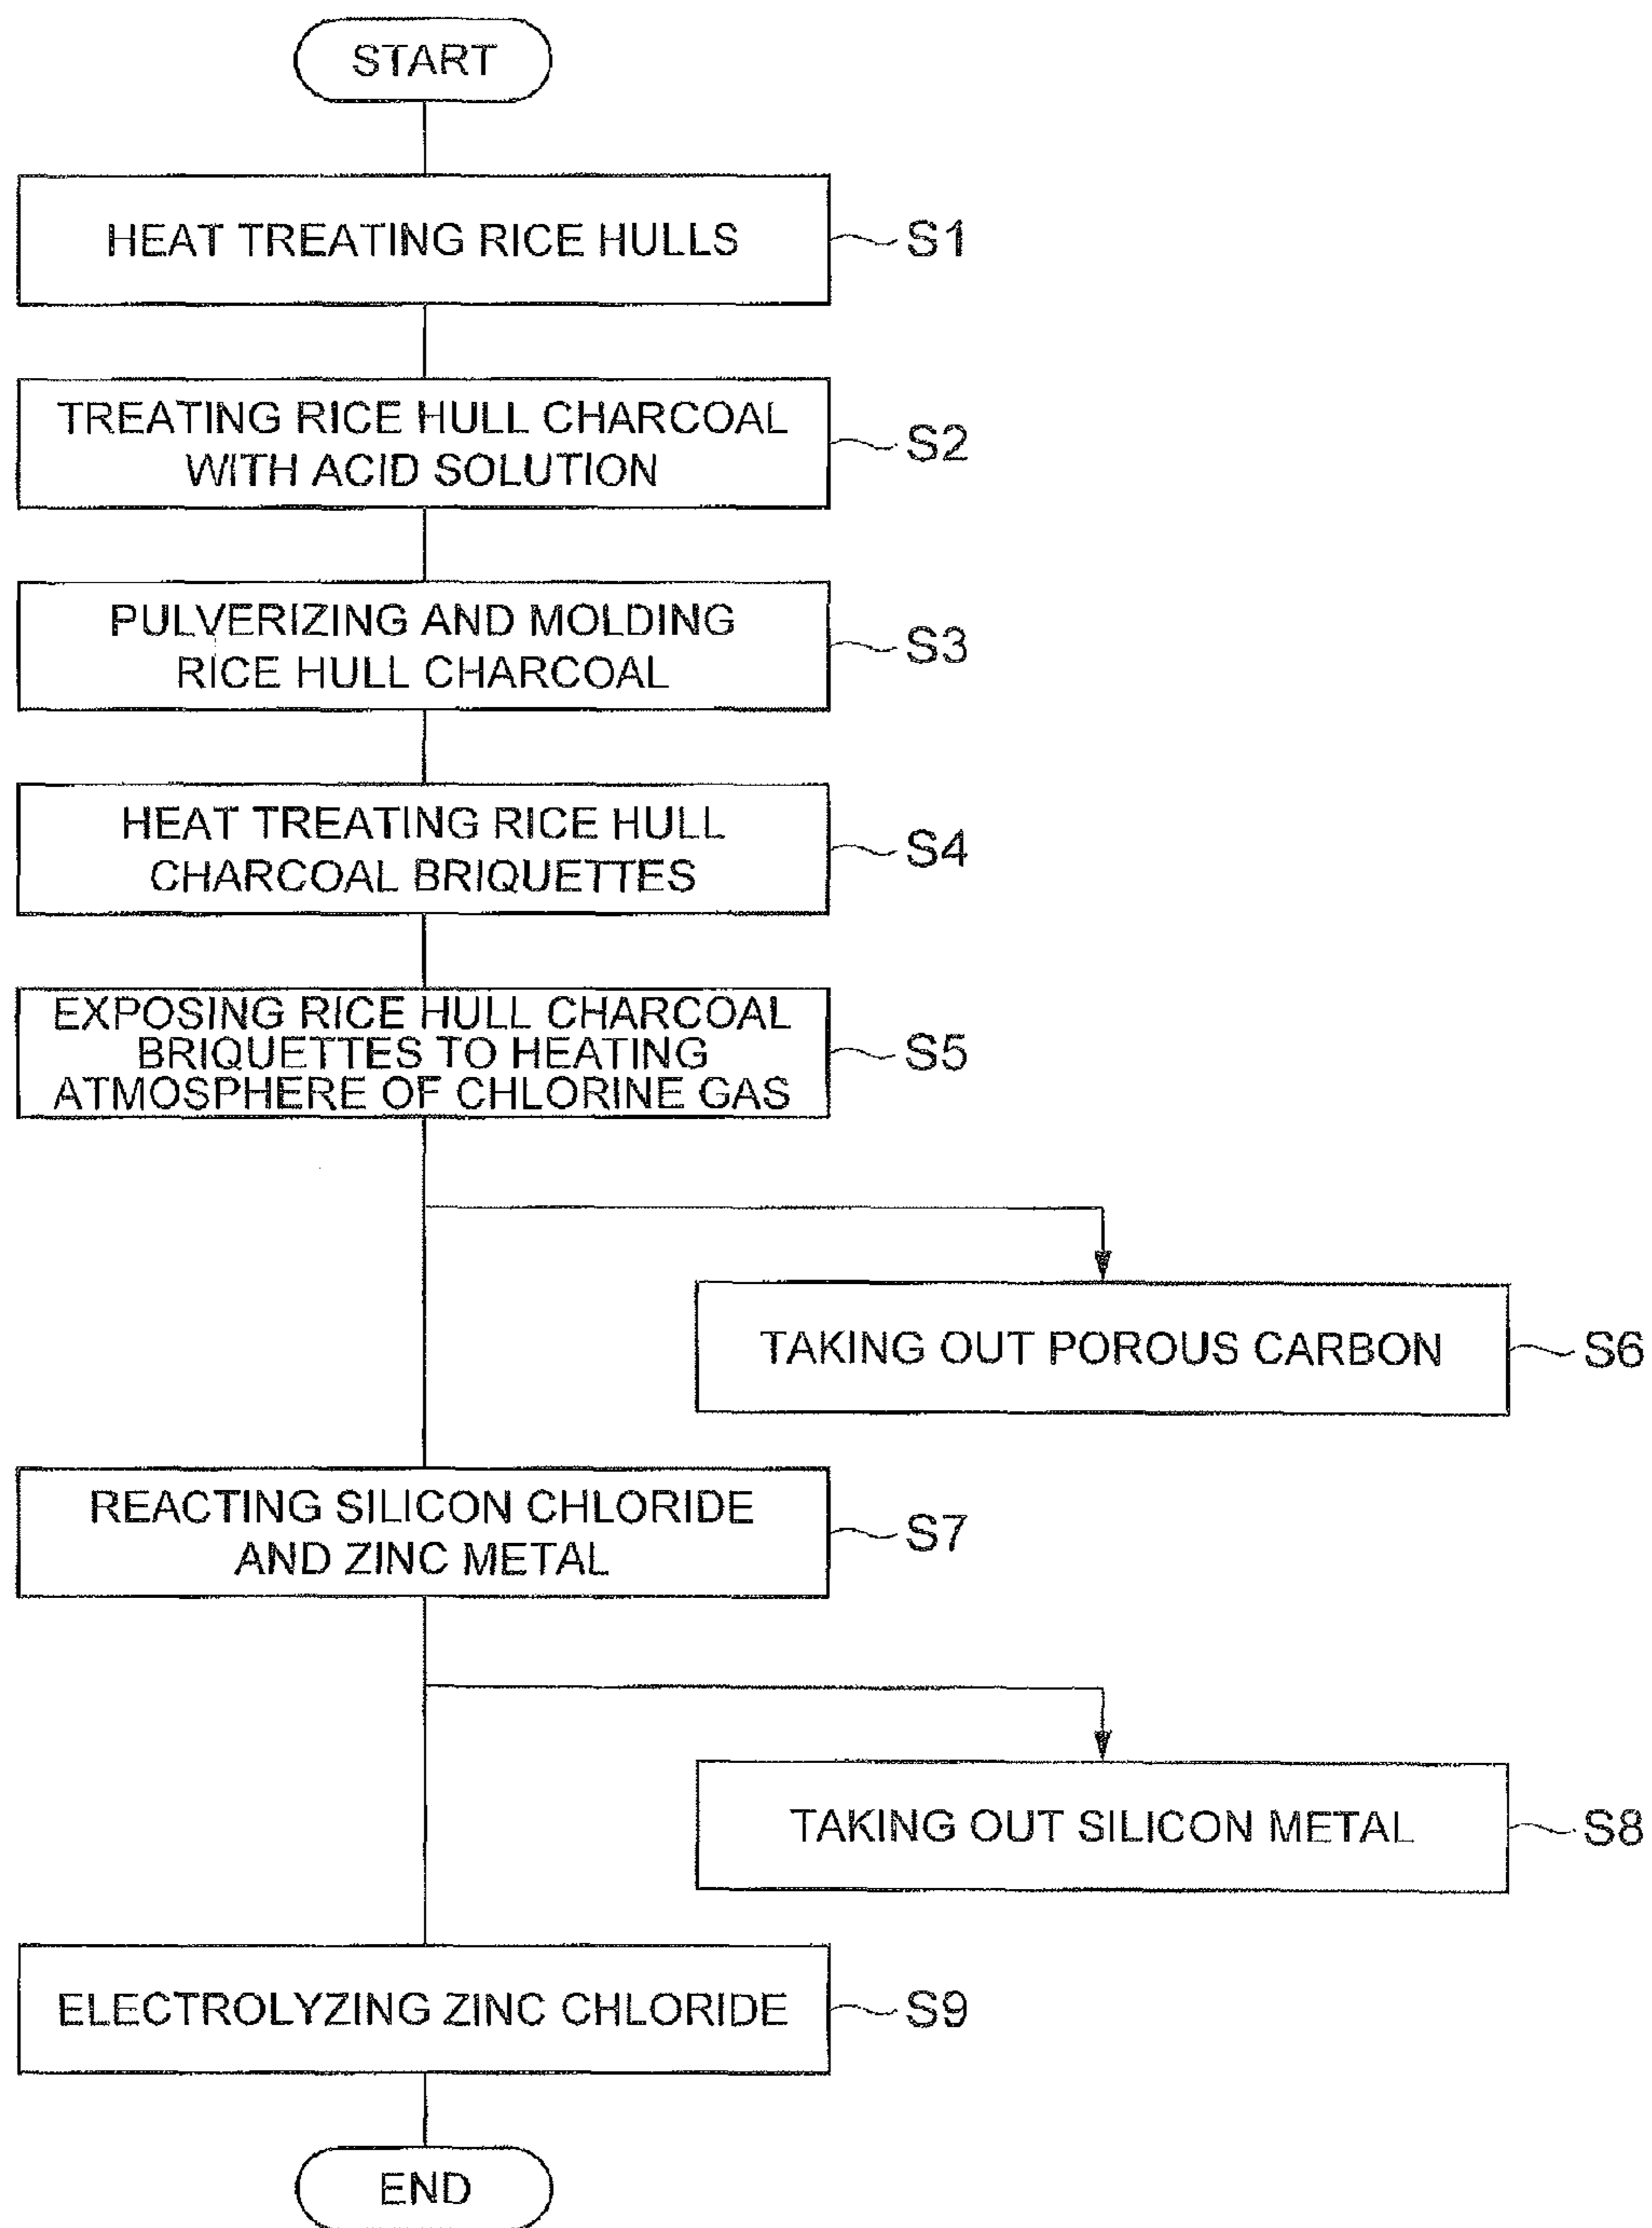 START
HEAT TREATING RICE HULLS
S1
TREATING RICE HULL CHARCOAL
WITH ACID SOLUTION
S2
PULVERIZING AND MOLDING
RICE HULL CHARCOAL
S3
HEAT TREATING RICE HULL
CHARCOAL BRIQUETTES
S4
EXPOSING RICE HULL CHARCOAL
BRIQUETTES TO HEATING
ATMOSPHERE OF CHLORINE GAS
S5
TAKING OUT POROUS CARBON
S6
REACTING SILICON CHLORIDE
AND ZINC METAL
S7
TAKING OUT SILICON METAL
S8
ELECTROLYZING ZINC CHLORIDE
S9
END